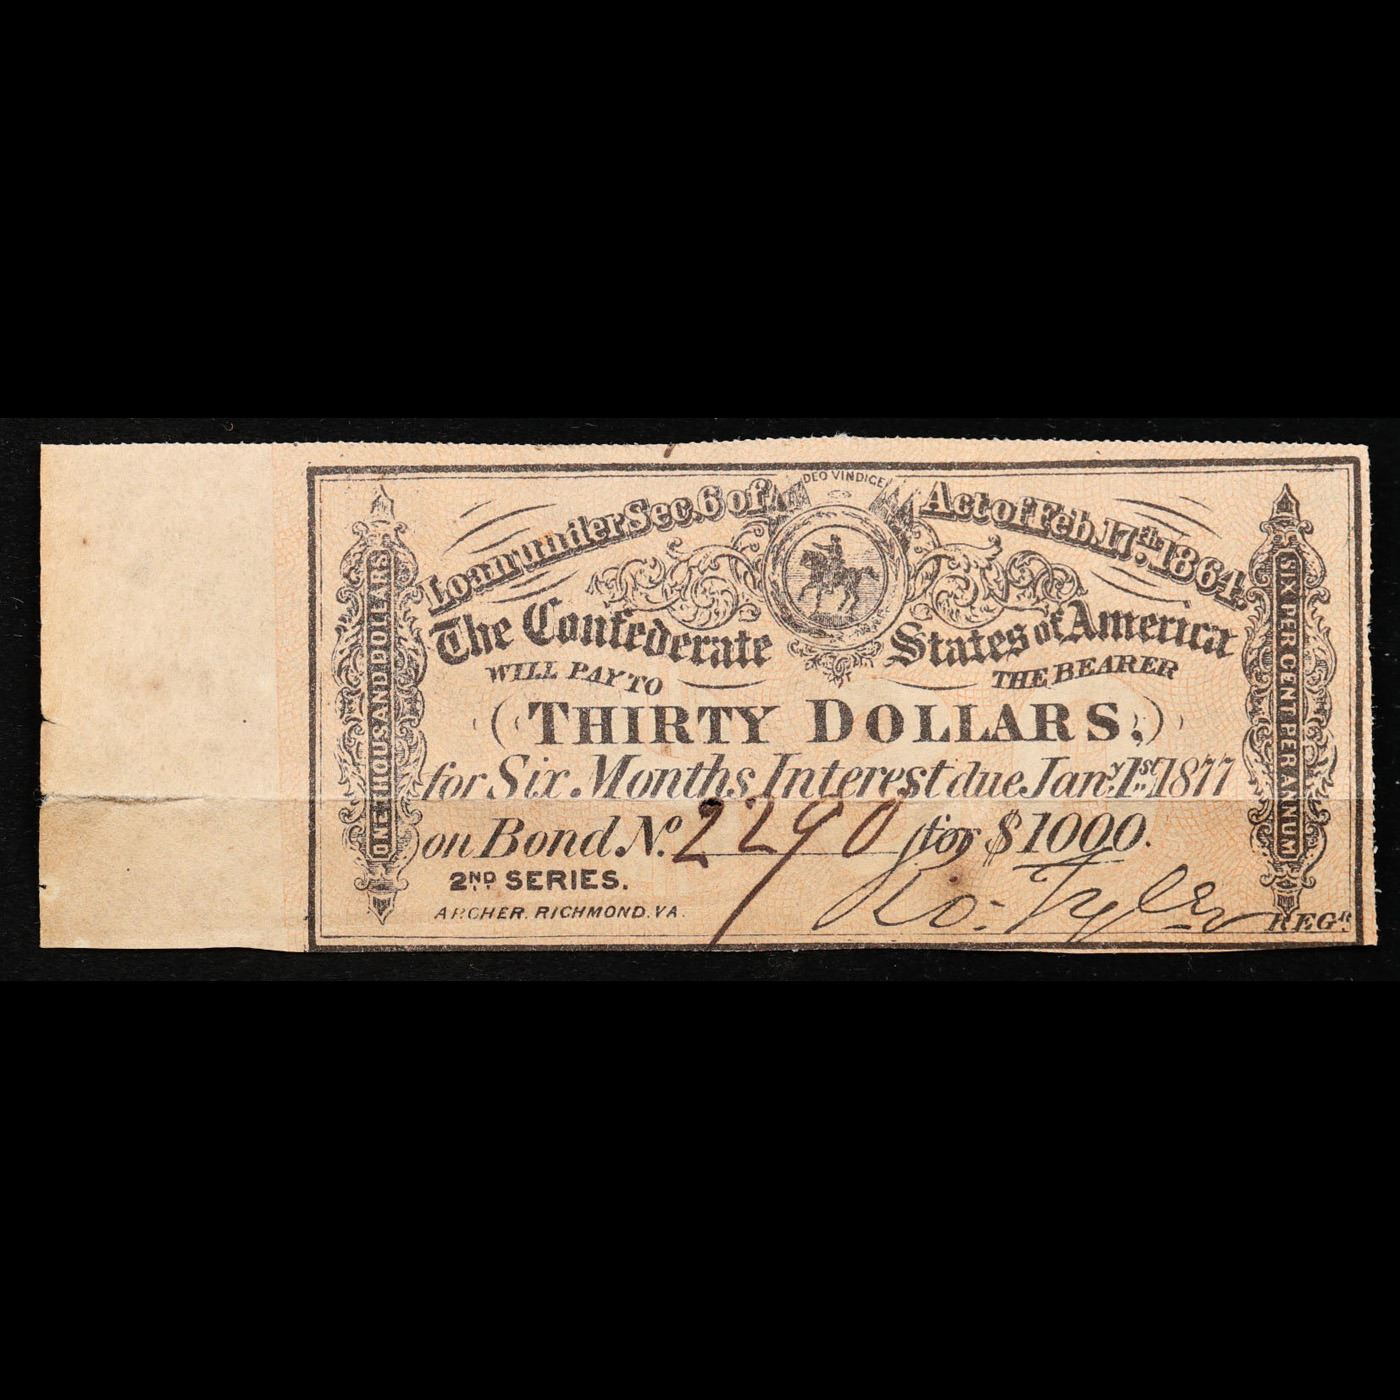 DEO VINDICE
Loan under Sec. 6 of Act of Feb. 17th. 1864.
The Confederate States of America
WILL PAY TO THE BEARER
THIRTY DOLLARS,
for Six Months Interest due Jany. 1st. 1877
on Bond No. 2290 for $1000.
2ND SERIES.
ARCHER. RICHMOND. VA.
Ro. Tyler REGR.
ONE THOUSAND DOLLARS
SIX PER CENT PER ANNUM